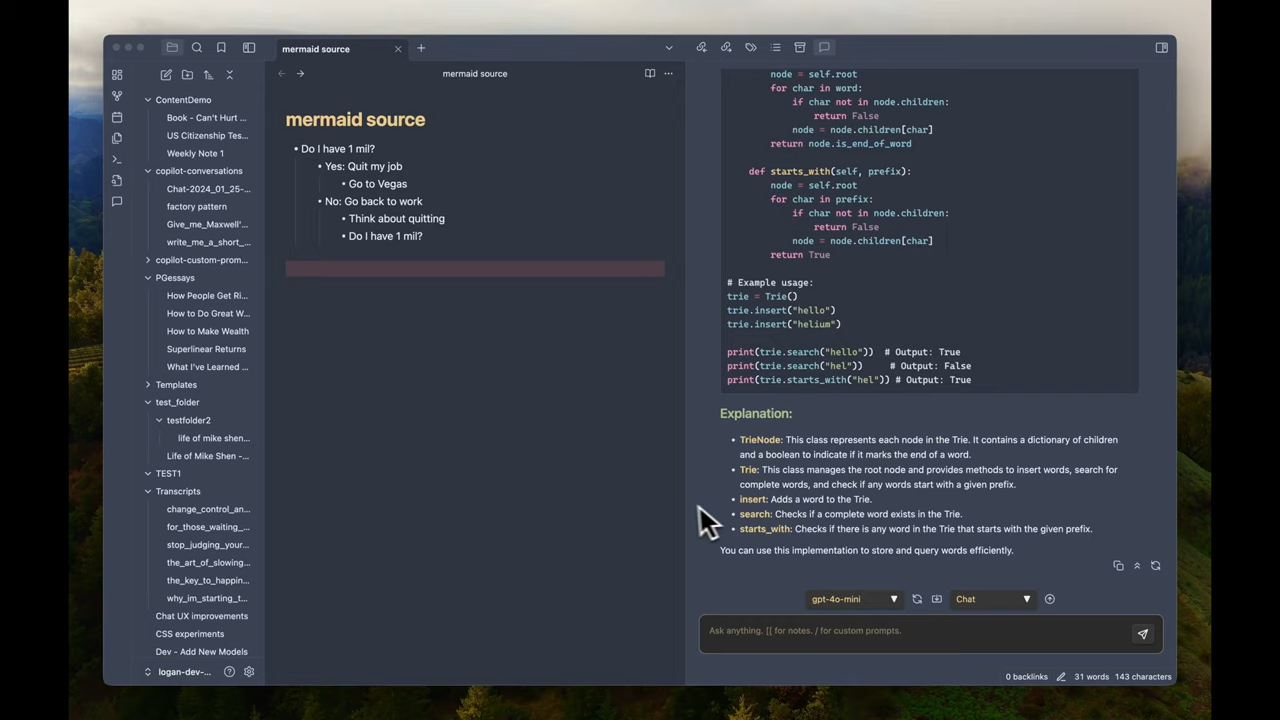 mermaid source
mermaid source
ContentDemo
Book - Can't Hurt ...
US Citizenship Tes...
Weekly Note 1
copilot-conversations
Chat-2024_01_25-...
factory pattern
Give_me_Maxwell'...
write_me_a_short_...
copilot-custom-prom...
PGessays
How People Get Ri...
How to Do Great W...
How to Make Wealth
Superlinear Returns
What I've Learned ...
Templates
test_folder
testfolder2
life of mike shen...
Life of Mike Shen -...
TEST1
Transcripts
change_control_an...
for_those_waiting_...
stop_judging_your...
the_art_of_slowing...
the_key_to_happin...
why_im_starting_t...
Chat UX improvements
CSS experiments
Dev - Add New Models
logan-dev-...
mermaid source
• Do I have 1 mil?
• Yes: Quit my job
• Go to Vegas
• No: Go back to work
• Think about quitting
• Do I have 1 mil?
node = self.root
for char in word:
if char not in node.children:
return False
node = node.children[char]
return node.is_end_of_word
def starts_with(self, prefix):
node = self.root
for char in prefix:
if char not in node.children:
return False
node = node.children[char]
return True
# Example usage:
trie = Trie()
trie.insert("hello")
trie.insert("helium")
print(trie.search("hello"))  # Output: True
print(trie.search("hel"))    # Output: False
print(trie.starts_with("hel")) # Output: True
Explanation:
• TrieNode: This class represents each node in the Trie. It contains a dictionary of children
and a boolean to indicate if it marks the end of a word.
• Trie: This class manages the root node and provides methods to insert words, search for
complete words, and check if any words start with a given prefix.
• insert: Adds a word to the Trie.
• search: Checks if a complete word exists in the Trie.
• starts_with: Checks if there is any word in the Trie that starts with the given prefix.
You can use this implementation to store and query words efficiently.
gpt-4o-mini
Chat
Ask anything. [[ for notes. / for custom prompts.
0 backlinks
31 words
143 characters